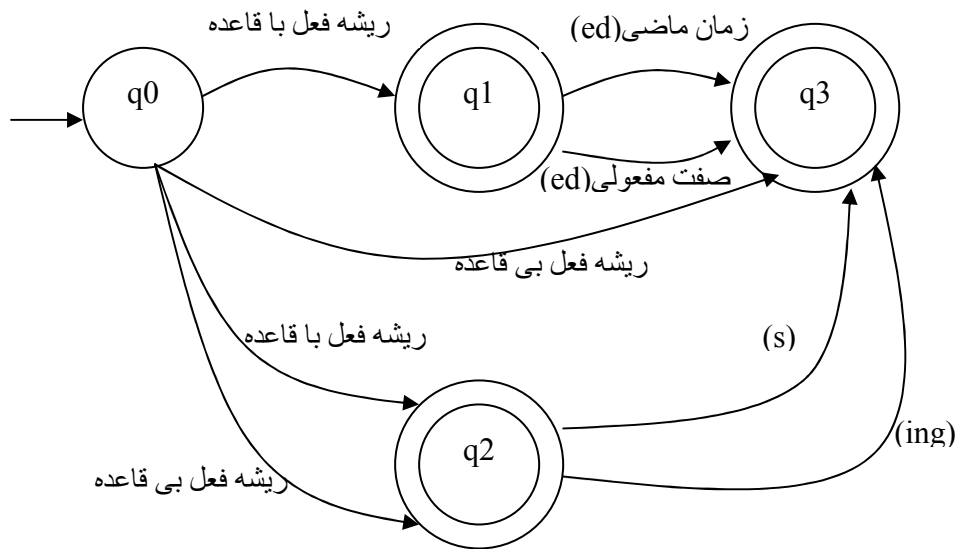 ریشه فعل با قاعده
زمان ماضی(ed)
q0
q1
q3
صفت مفعولی(ed)
ریشه فعل بی قاعده
ریشه فعل با قاعده
(s)
q2
(ing)
ریشه فعل بی قاعده